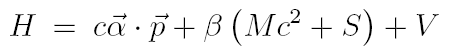 $H = c\vec{\alpha} \cdot \vec{p} + \beta \left( Mc^2 + S \right) + V$